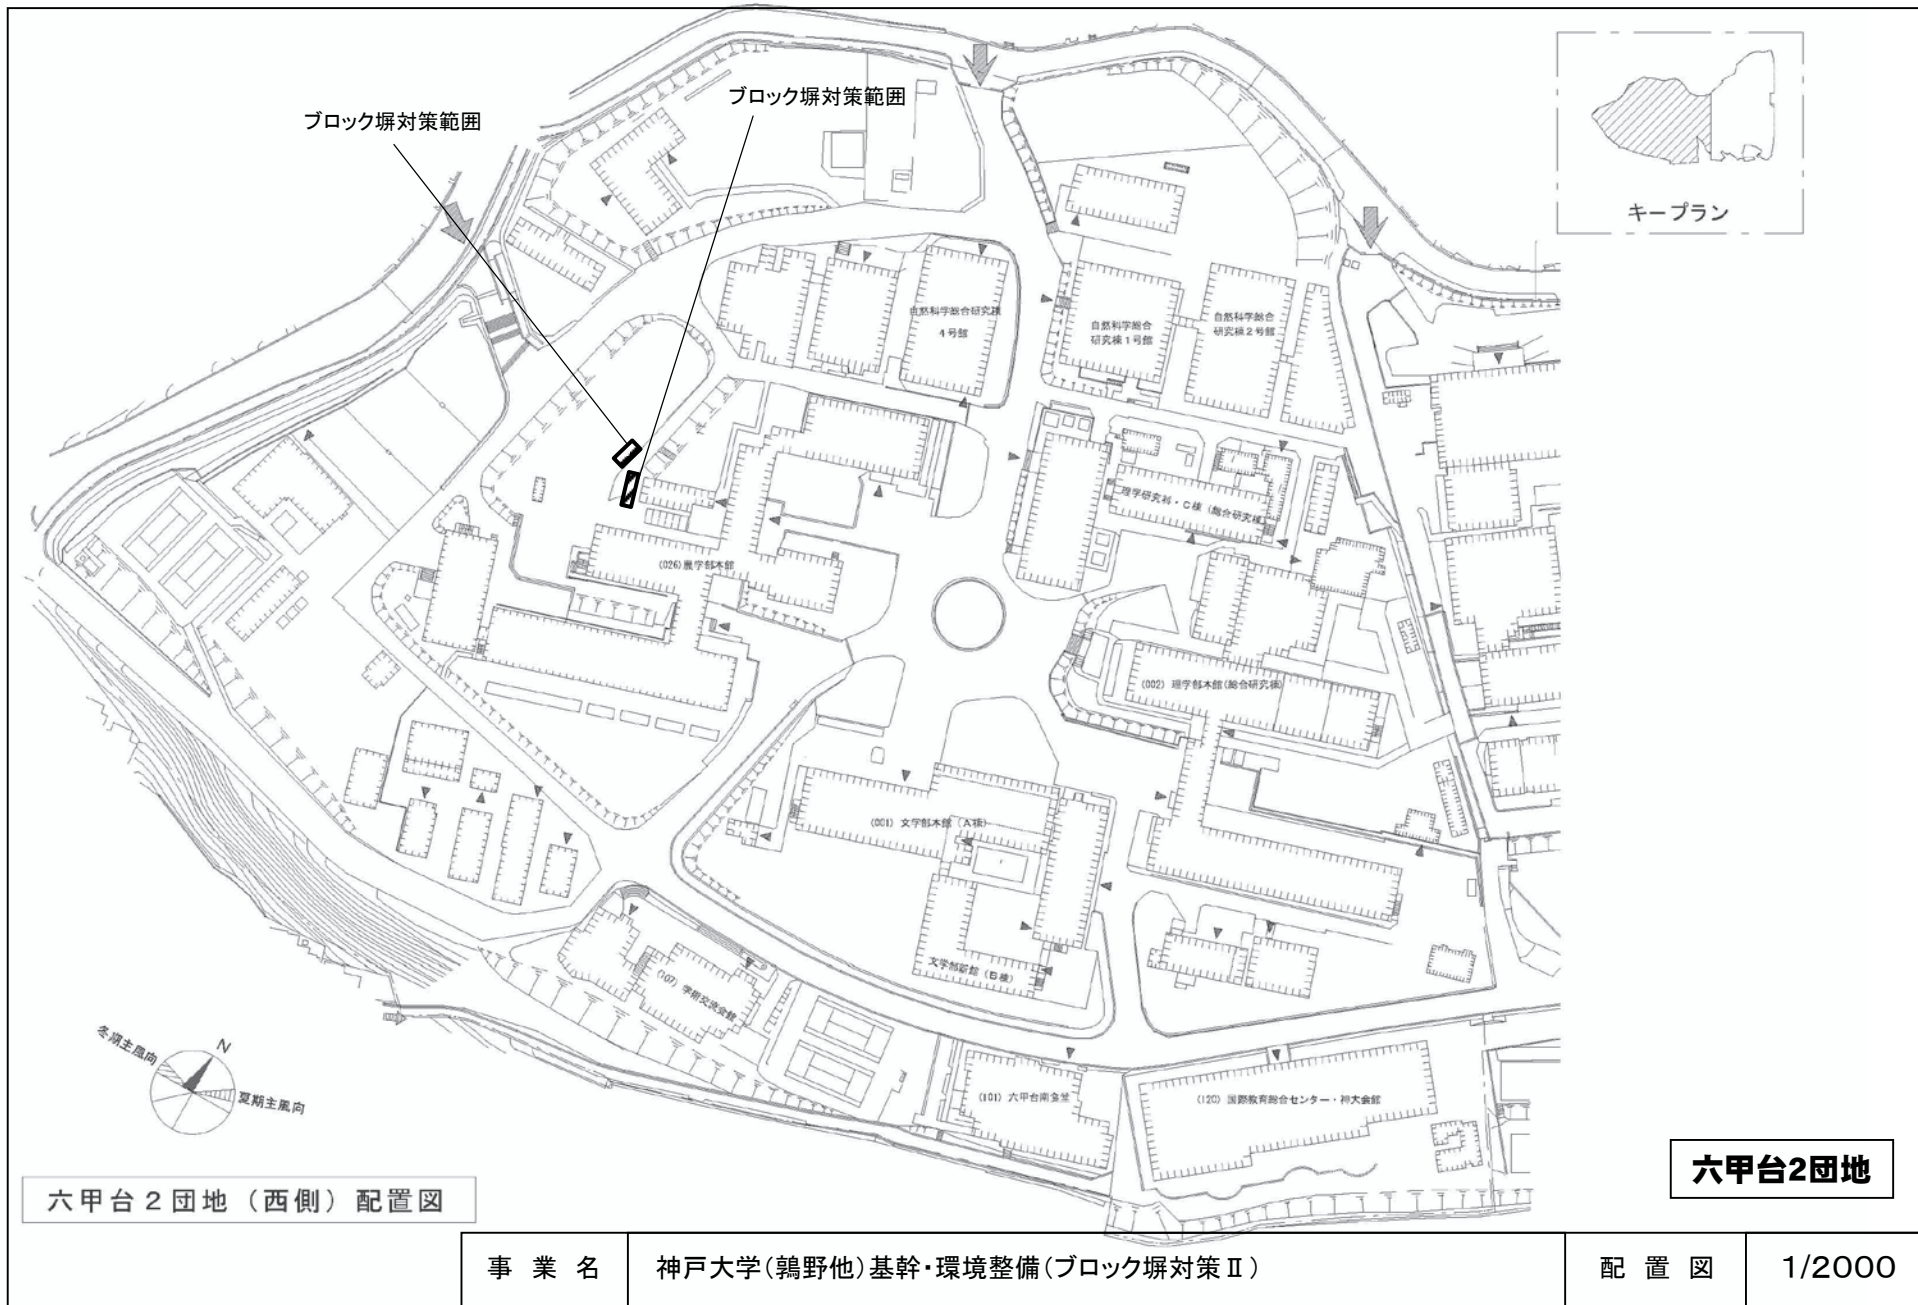 ブロック塀対策範囲
ブロック塀対策範囲
キープラン
自然科学総合研究棟
4号館
自然科学総合
研究棟1号館
自然科学総合
研究棟2号館
理学研究科・C棟(総合研究棟)
(026)農学部本館
(002) 理学部本館(総合研究棟)
(001) 文学部本館 (A棟)
文学部新館 (B棟)
(107) 学術交流会館
(101) 六甲台南食堂
(120) 国際教育総合センター・神大会館
冬期主風向
N
夏期主風向
六甲台2団地
六甲台2団地 (西側) 配置図
事業名
神戸大学(鶉野他)基幹・環境整備(ブロック塀対策Ⅱ)
配置図
1/2000